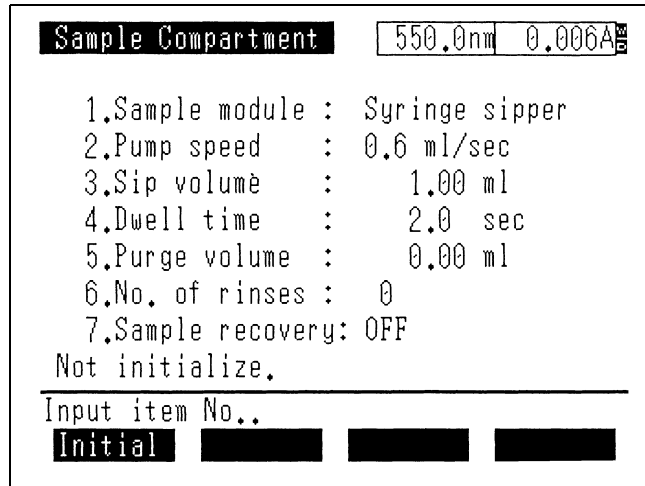 Sample Compartment 550.0nm 0.006A
1.Sample module : Syringe sipper
2.Pump speed : 0.6 ml/sec
3.Sip volume : 1.00 ml
4.Dwell time : 2.0 sec
5.Purge volume : 0.00 ml
6.No. of rinses : 0
7.Sample recovery: OFF
Not initialize.
Input item No..
Initial